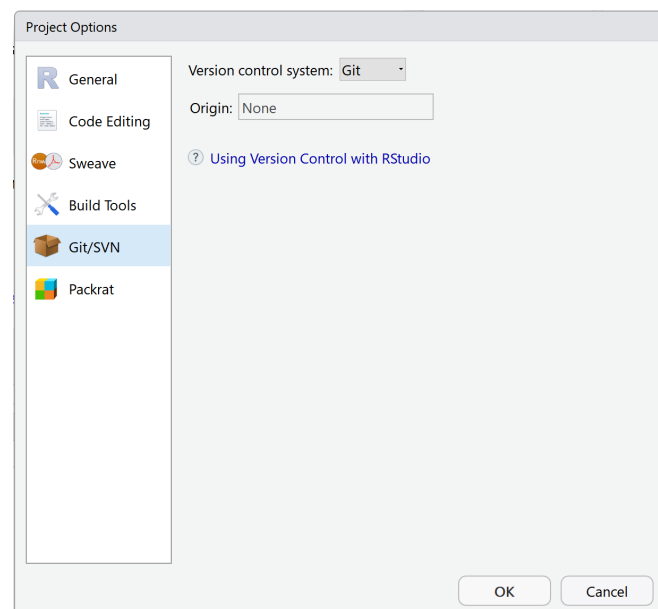 Project Options
General
Code Editing
Sweave
Build Tools
Git/SVN
Packrat
Version control system: Git
Origin: None
? Using Version Control with RStudio
OK
Cancel